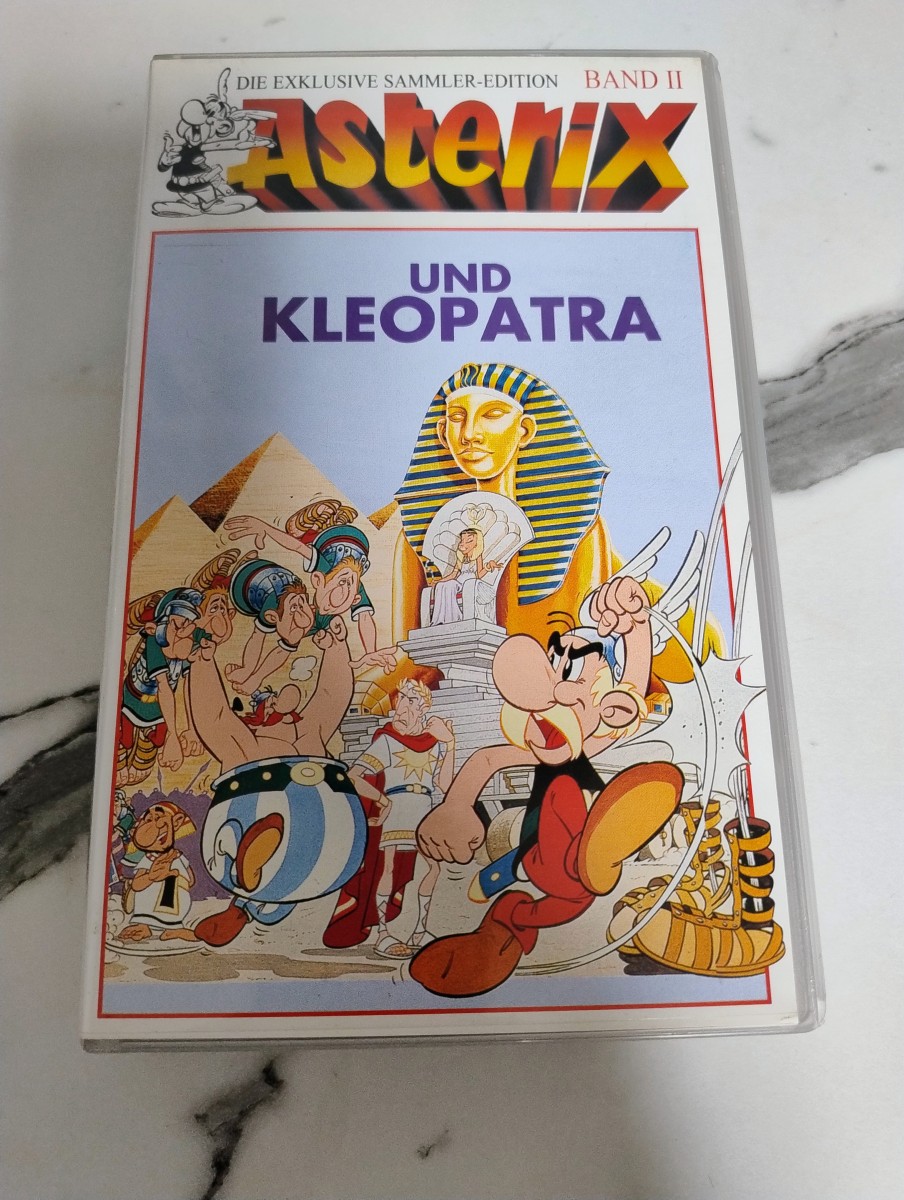 DIE EXKLUSIVE SAMMLER-EDITION BAND II
Asterix
UND
KLEOPATRA